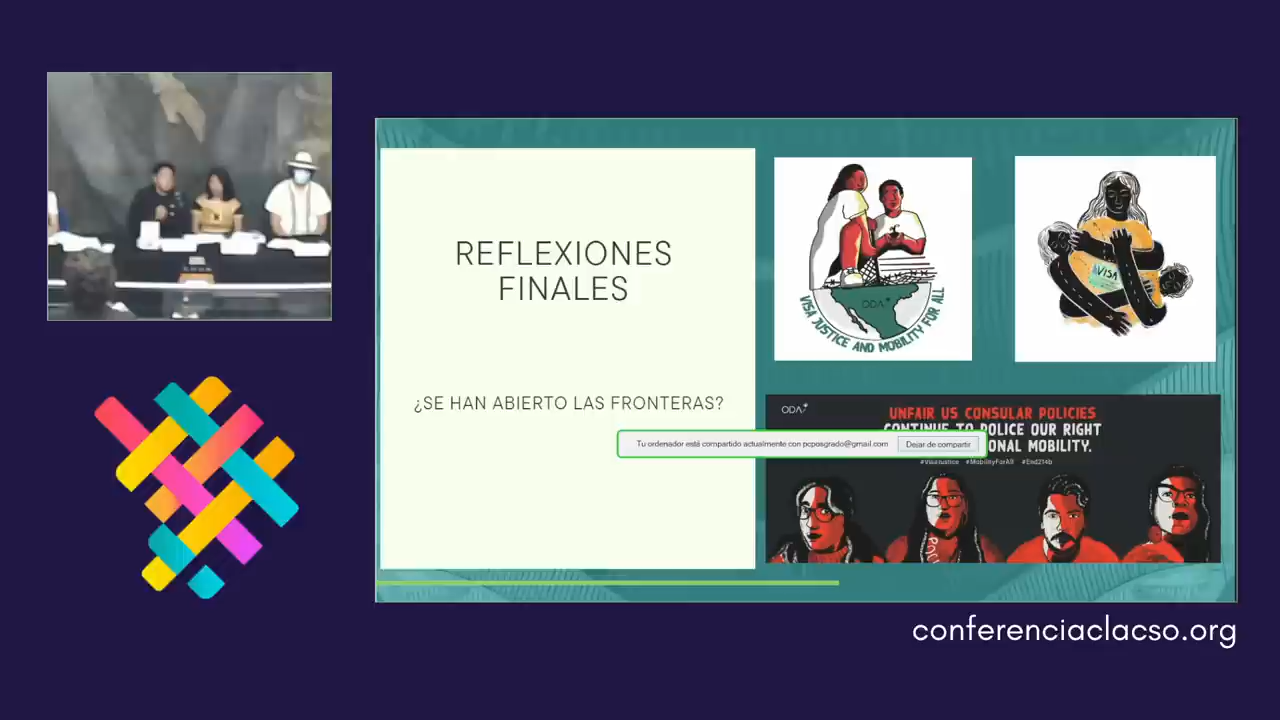 REFLEXIONES
FINALES
¿SE HAN ABIERTO LAS FRONTERAS?
ODA
VISA JUSTICE AND MOBILITY FOR ALL
VISA
ODA
UNFAIR US CONSULAR POLICIES
CONTINUE TO POLICE OUR RIGHT
ONAL MOBILITY.
#VisaJustice #MobilityForAll #End214b
Tu ordenador está compartido actualmente con pcposgrado@gmail.com
Dejar de compartir
conferenciaclacso.org